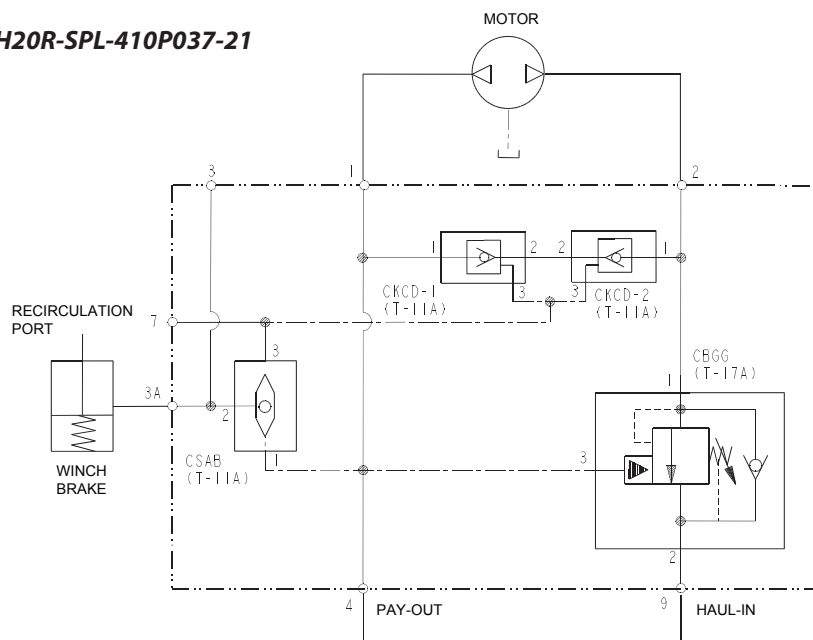 H20R-SPL-410P037-21
MOTOR
3
1
2
1
2
2
1
3
3
CKCD-1
(T-11A)
CKCD-2
(T-11A)
RECIRCULATION
PORT
7
3
CBGG
(T-17A)
1
3A
2
CSAB
(T-11A)
1
3
WINCH
BRAKE
2
4
PAY-OUT
9
HAUL-IN